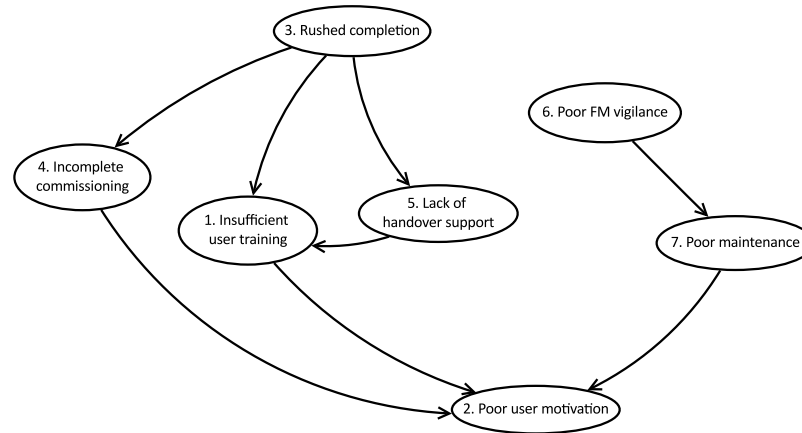 3. Rushed completion
6. Poor FM vigilance
4. Incomplete
commissioning
5. Lack of
handover support
1. Insufficient
user training
7. Poor maintenance
2. Poor user motivation